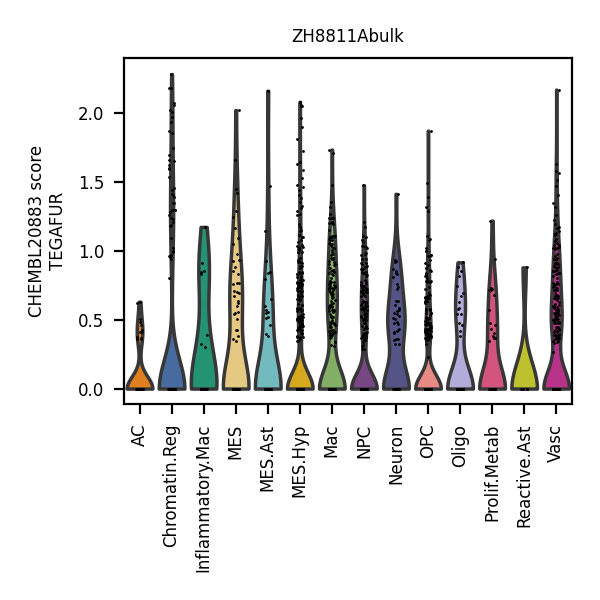 ZH8811Abulk
CHEMBL20883 score
TEGAFUR
2.0
1.5
1.0
0.5
0.0
AC
Chromatin.Reg
Inflammatory.Mac
MES
MES.Ast
MES.Hyp
Mac
NPC
Neuron
OPC
Oligo
Prolif.Metab
Reactive.Ast
Vasc